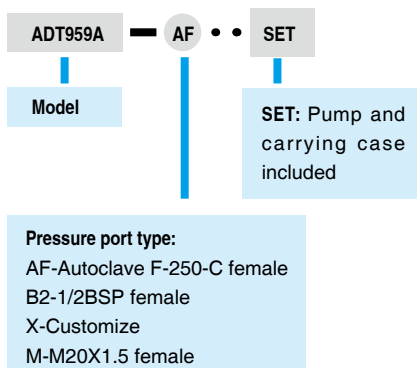 ADT959A — AF • • SET
Model
SET: Pump and
carrying case
included
Pressure port type:
AF-Autoclave F-250-C female
B2-1/2BSP female
X-Customize
M-M20X1.5 female